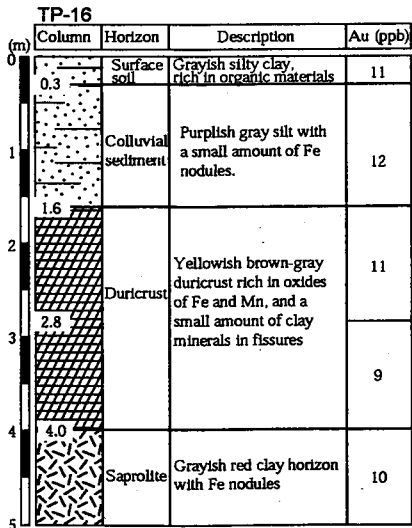 TP-16
(m) Column Horizon Description Au (ppb)
0
Surface soil
Grayish silty clay,
rich in organic materials
11
0.3
1
Colluvial
sediment
Purplish gray silt with
a small amount of Fe
nodules.
12
1.6
2
Duricrust
Yellowish brown-gray
duricrust rich in oxides
of Fe and Mn, and a
small amount of clay
minerals in fissures
11
2.8
3
9
4.0
4
Saprolite
Grayish red clay horizon
with Fe nodules
10
5